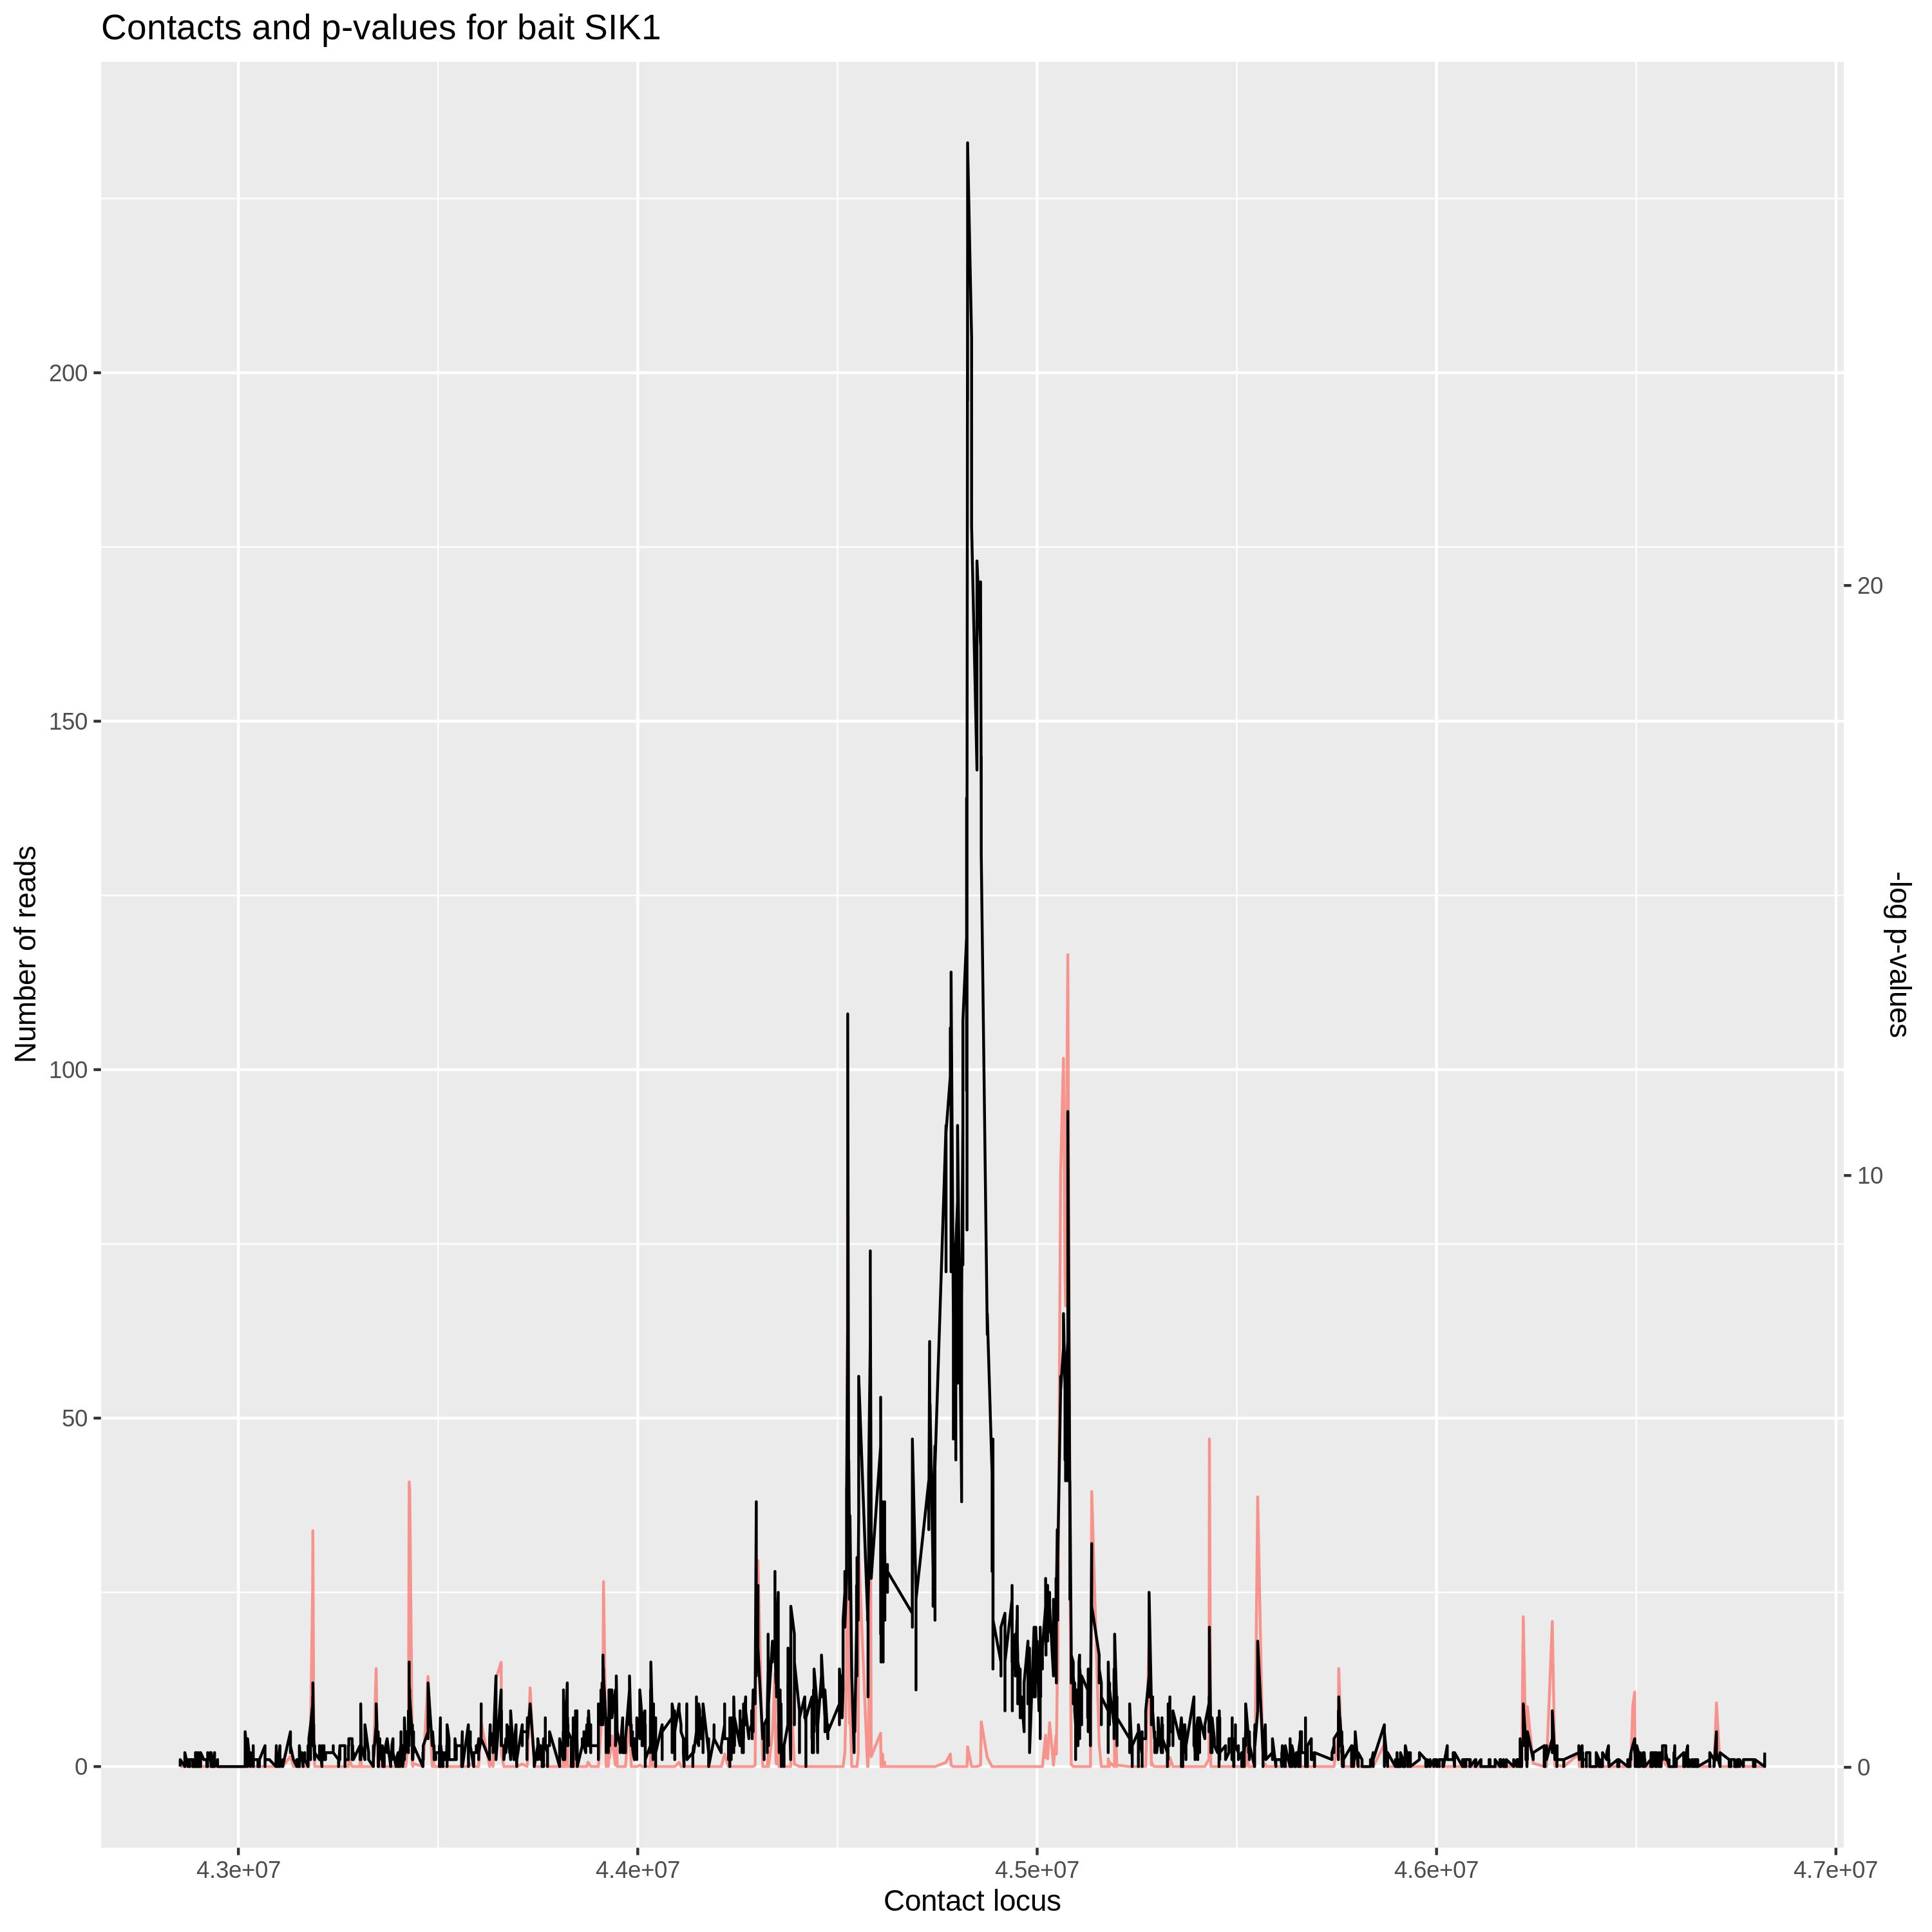 Contacts and p-values for bait SIK1
Number of reads
200
150
100
50
0
20
10
0
-log p-values
4.3e+07
4.4e+07
4.5e+07
4.6e+07
4.7e+07
Contact locus